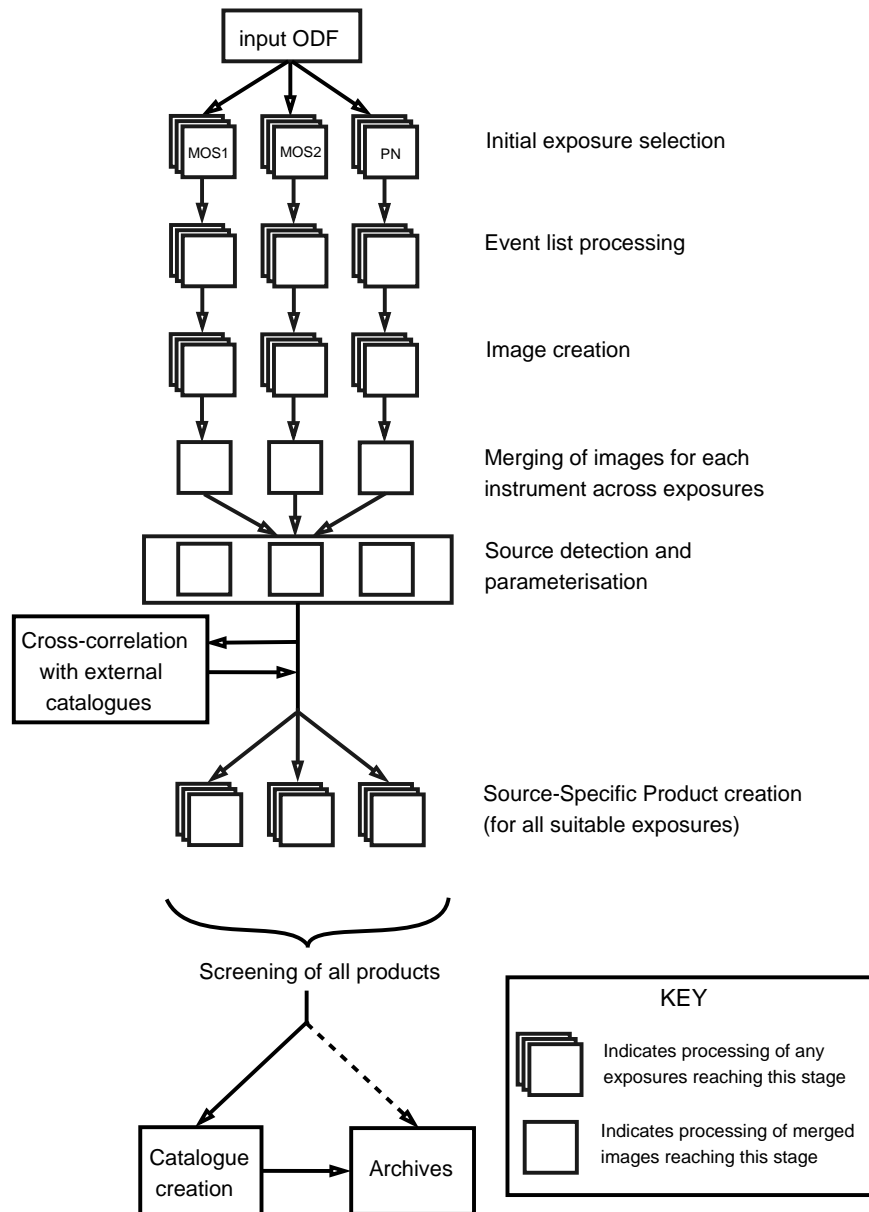 input ODF
MOS1
MOS2
PN
Initial exposure selection
Event list processing
Image creation
Merging of images for each
instrument across exposures
Source detection and
parameterisation
Cross-correlation
with external
catalogues
Source-Specific Product creation
(for all suitable exposures)
Screening of all products
KEY
Indicates processing of any
exposures reaching this stage
Indicates processing of merged
images reaching this stage
Catalogue
creation
Archives